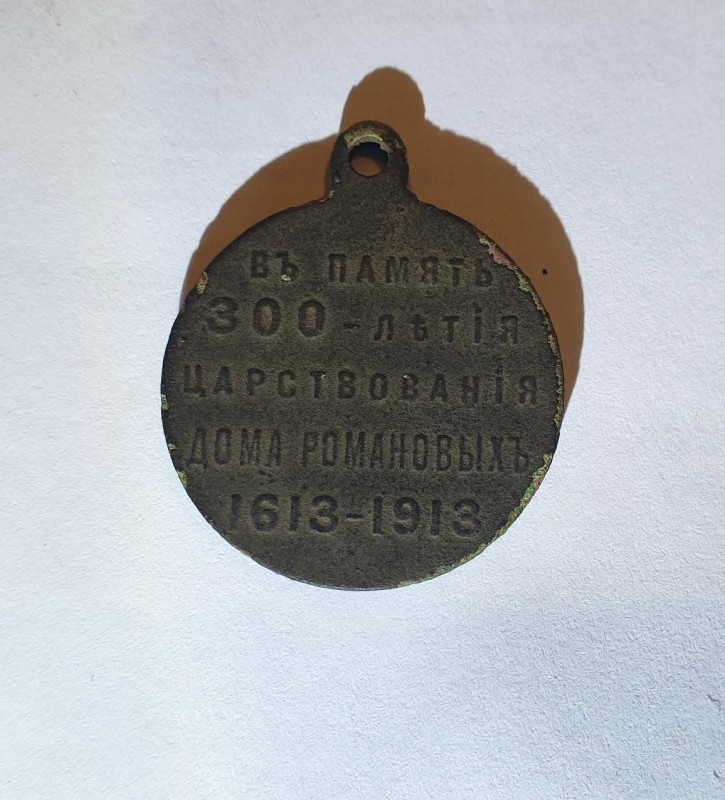 ВЪ ПАМЯТЬ
300-ЛѢТІЯ
ЦАРСТВОВАНІЯ
ДОМА РОМАНОВЫХЪ
1613-1913